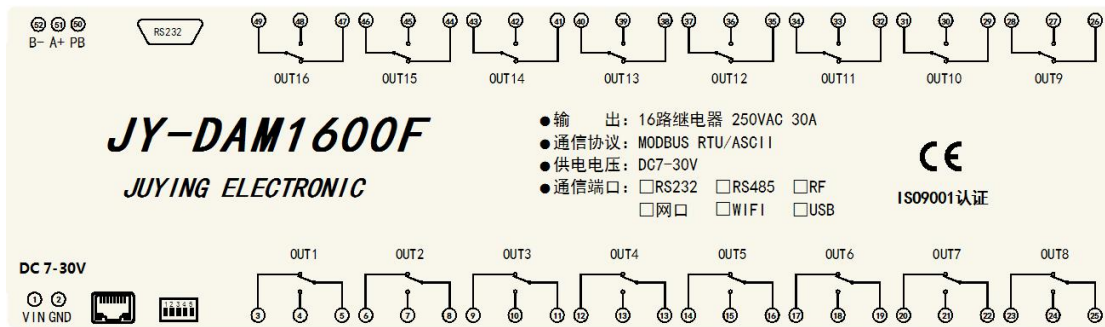 52 51 50 49 48 47 46 45 44 43 42 41 40 39 38 37 36 35 34 33 32 31 30 29 28 27 26
B- A+ PB
RS232
OUT16 OUT15 OUT14 OUT13 OUT12 OUT11 OUT10 OUT9
JY-DAM1600F
JUYING ELECTRONIC
●输 出: 16路继电器 250VAC 30A
●通信协议: MODBUS RTU/ASCII
●供电电压: DC7-30V
●通信端口: □RS232 □RS485 □RF
□网口 □WIFI □USB
CE
ISO9001认证
OUT1 OUT2 OUT3 OUT4 OUT5 OUT6 OUT7 OUT8
DC 7-30V
1 2
VIN GND
1 2 3 4 5
3 4 5 6 7 8 9 10 11 12 13 13 14 15 16 17 18 19 20 21 22 23 24 25